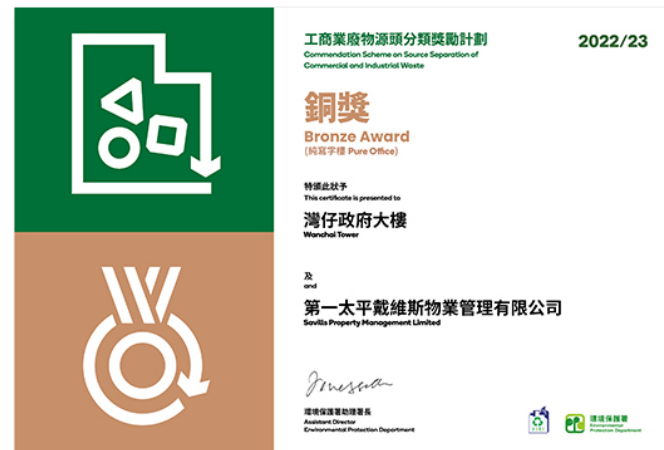 工商業廢物源頭分類獎勵計劃
2022/23
Commendation Scheme on Source Separation of
Commercial and Industrial Waste
銅獎
Bronze Award
(純寫字樓 Pure Office)
特頒此狀予
This certificate is presented to
灣仔政府大樓
Wanchai Tower
及
and
第一太平戴維斯物業管理有限公司
Savills Property Management Limited
環境保護署助理署長
Assistant Director
Environmental Protection Department
環境保護署
Environmental
Protection Department